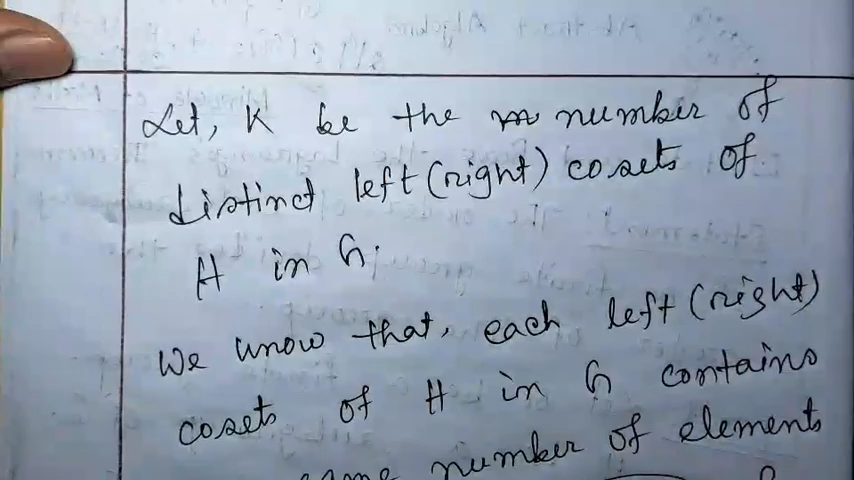 Let, K be the number of
distinct left (right) cosets of
H in G.
We know that, each left (right)
cosets of H in G contains
same number of elements